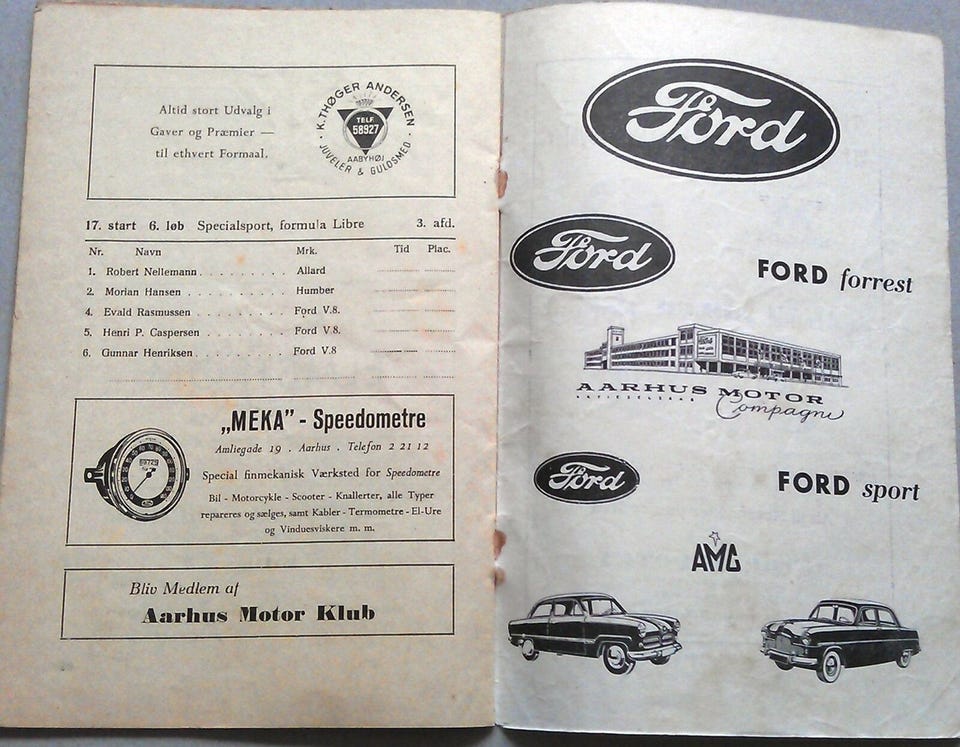 Altid stort Udvalg i
Gaver og Præmier —
til ethvert Formaal.
K. THØGER ANDERSEN
TELF.
58927
AABYHØJ
JUVELER & GULDSMED
17. start 6. løb Specialsport, formula Libre 3. afd.
Nr. Navn Mrk. Tid Plac.
1. Robert Nellemann . . . . . . . . . Allard
2. Morian Hansen . . . . . . . . . . Humber
4. Evald Rasmussen . . . . . . . . . Ford V.8.
5. Henri P. Caspersen . . . . . . . . Ford V 8.
6. Gunnar Henriksen . . . . . . . . . Ford V.8
„MEKA” - Speedometre
Amliegade 19 . Aarhus . Telefon 2 21 12
Special finmekanisk Værksted for Speedometre
Bil - Motorcykle - Scooter - Knallerter, alle Typer
repareres og sælges, samt Kabler - Termometre - El-Ure
og Vinduesviskere m. m.
Bliv Medlem af
Aarhus Motor Klub
Ford
Ford
FORD forrest
AARHUS MOTOR
AKTIESELSKAB Compagni
Ford
FORD sport
AMC